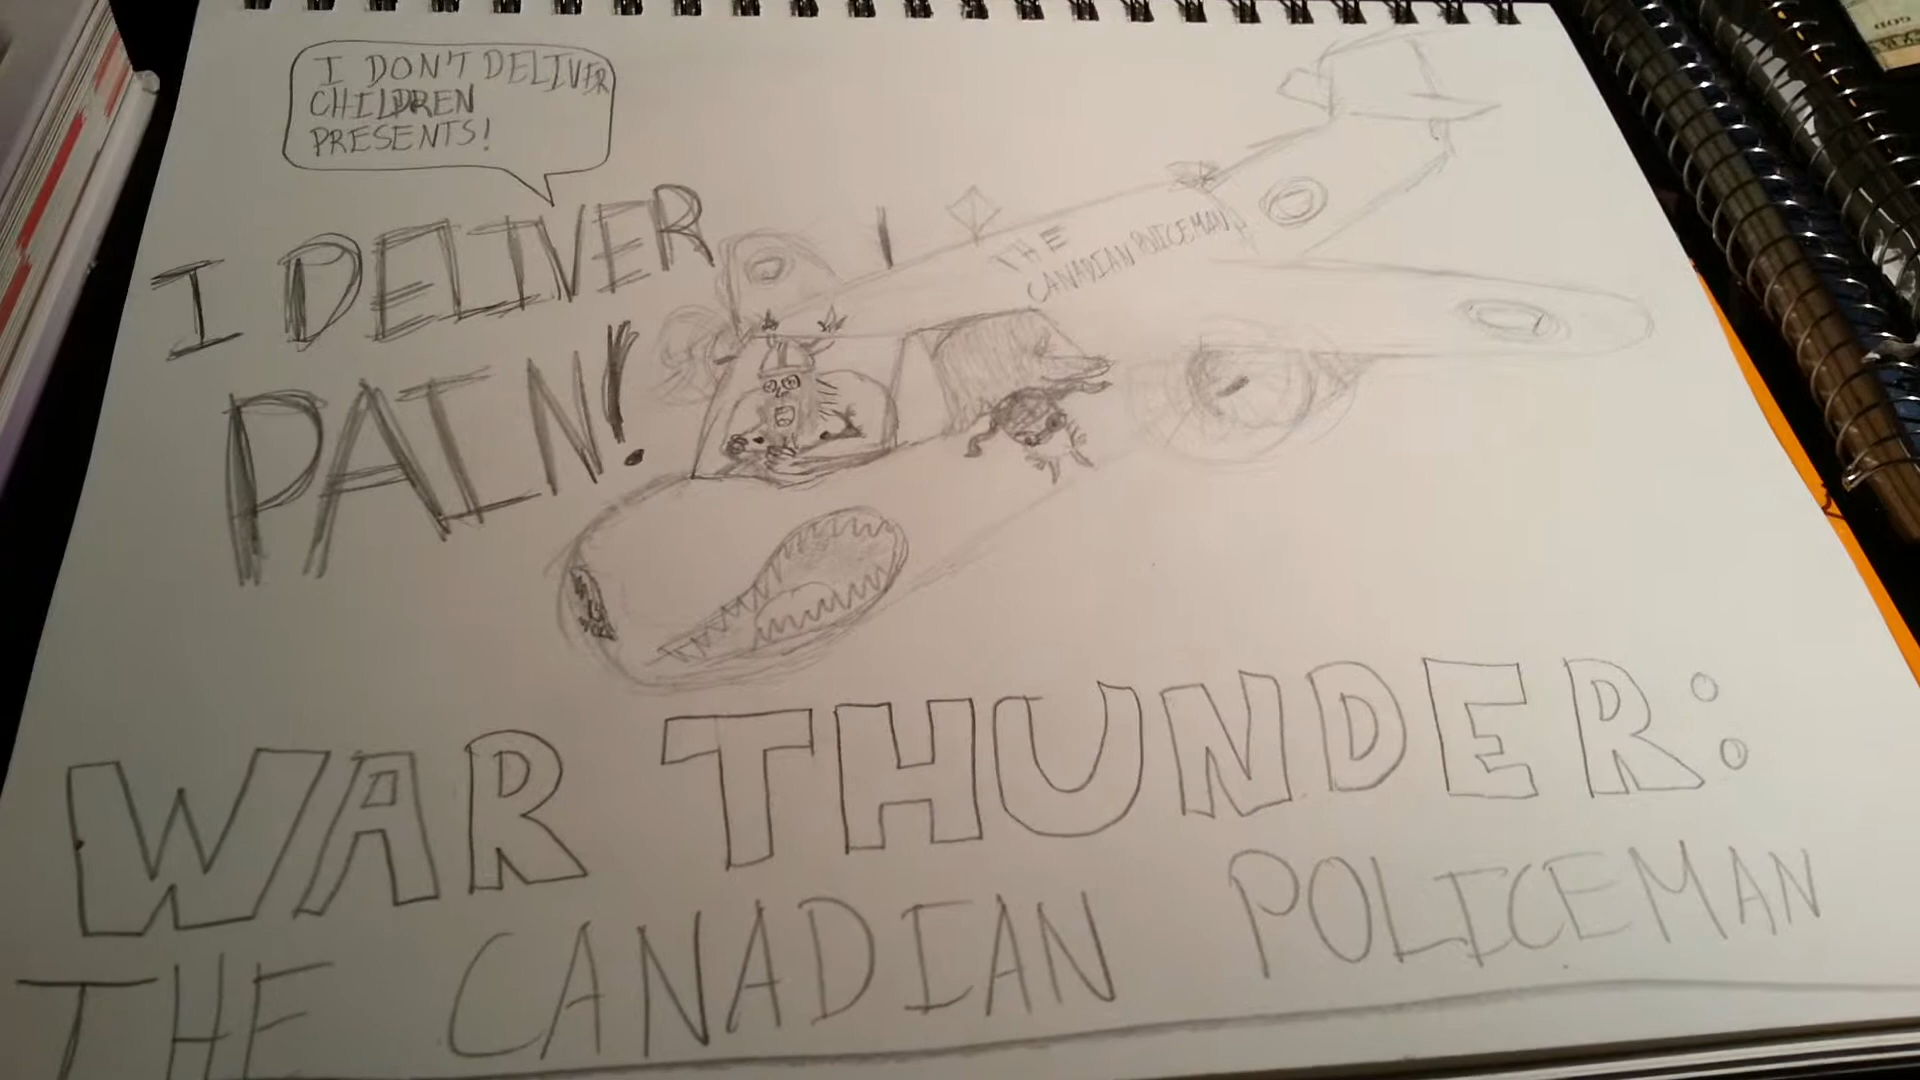 I DON'T DELIVER
CHILDREN
PRESENTS!
I DELIVER
PAIN!
THE
CANADIAN POLICEMAN
WAR THUNDER:
THE CANADIAN POLICEMAN